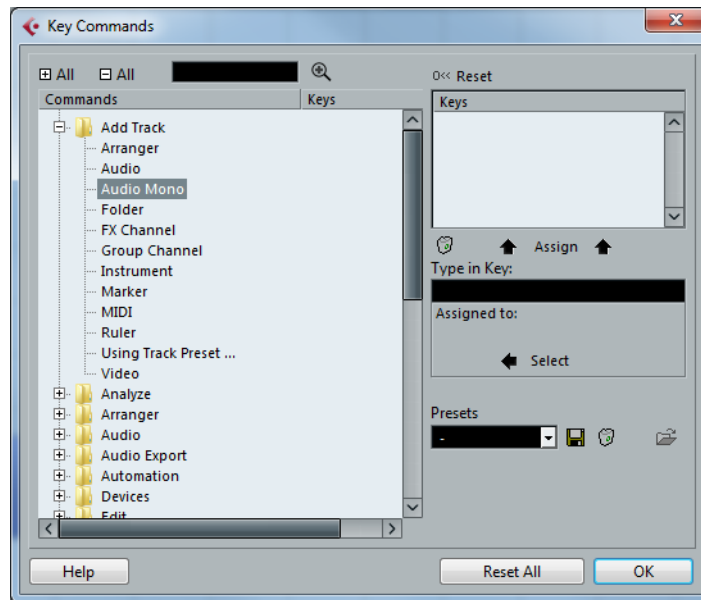 Key Commands
All All
0<< Reset
Commands Keys
Keys
Add Track
Arranger
Audio
Audio Mono
Folder
FX Channel
Group Channel
Instrument
Marker
MIDI
Ruler
Using Track Preset ...
Video
Analyze
Arranger
Audio
Audio Export
Automation
Devices
Edit
Assign
Type in Key:
Assigned to:
Select
Presets
-
Help
Reset All
OK